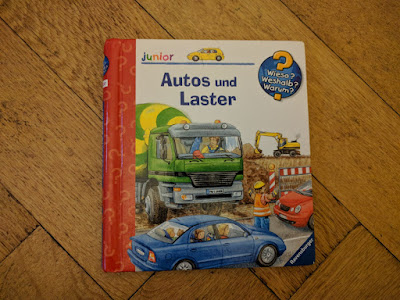 junior
Autos und
Laster
Wieso?
Weshalb?
Warum?
Ravensburger